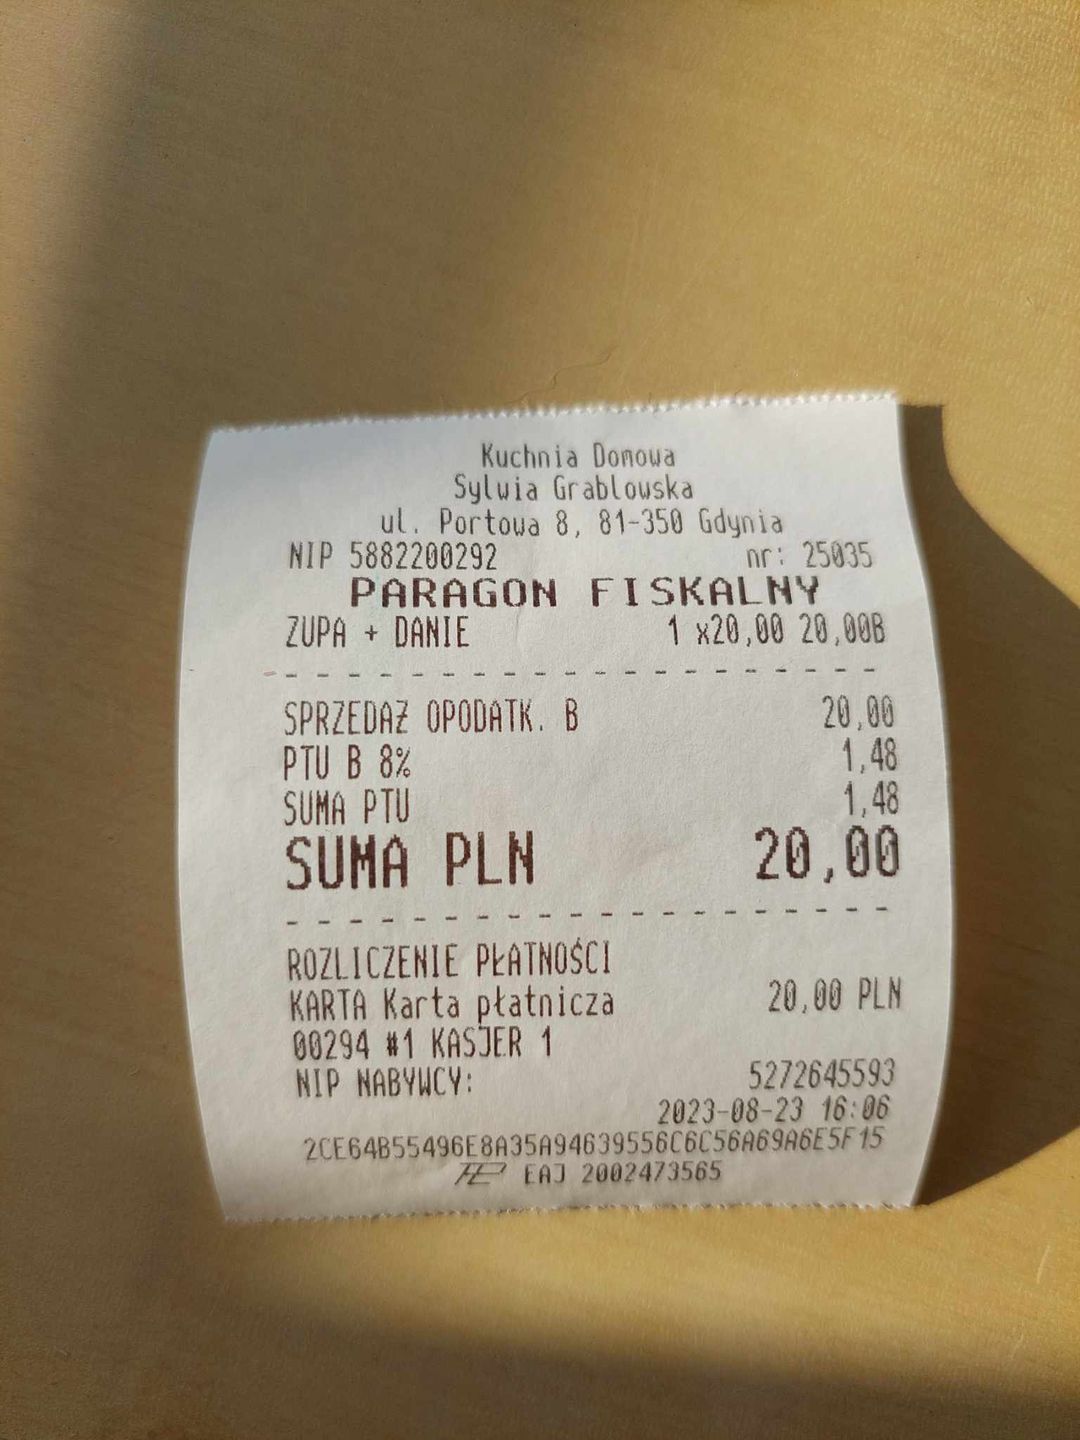 Kuchnia Domowa
Sylwia Grablowska
ul. Portowa 8, 81-350 Gdynia
NIP 5882200292 nr: 25035
PARAGON FISKALNY
ZUPA + DANIE 1 x20,00 20,00B
- - - - - - - - - - - - - - - - - - - -
SPRZEDAŻ OPODATK. B 20,00
PTU B 8% 1,48
SUMA PTU 1,48
SUMA PLN 20,00
- - - - - - - - - - - - - - - - - - - -
ROZLICZENIE PŁATNOŚCI
KARTA Karta płatnicza 20,00 PLN
00294 #1 KASJER 1
NIP NABYWCY: 5272645593
2023-08-23 16:06
2CE64B55496E8A35A94639556C6C56A69A6E5F15
EAJ 2002473565